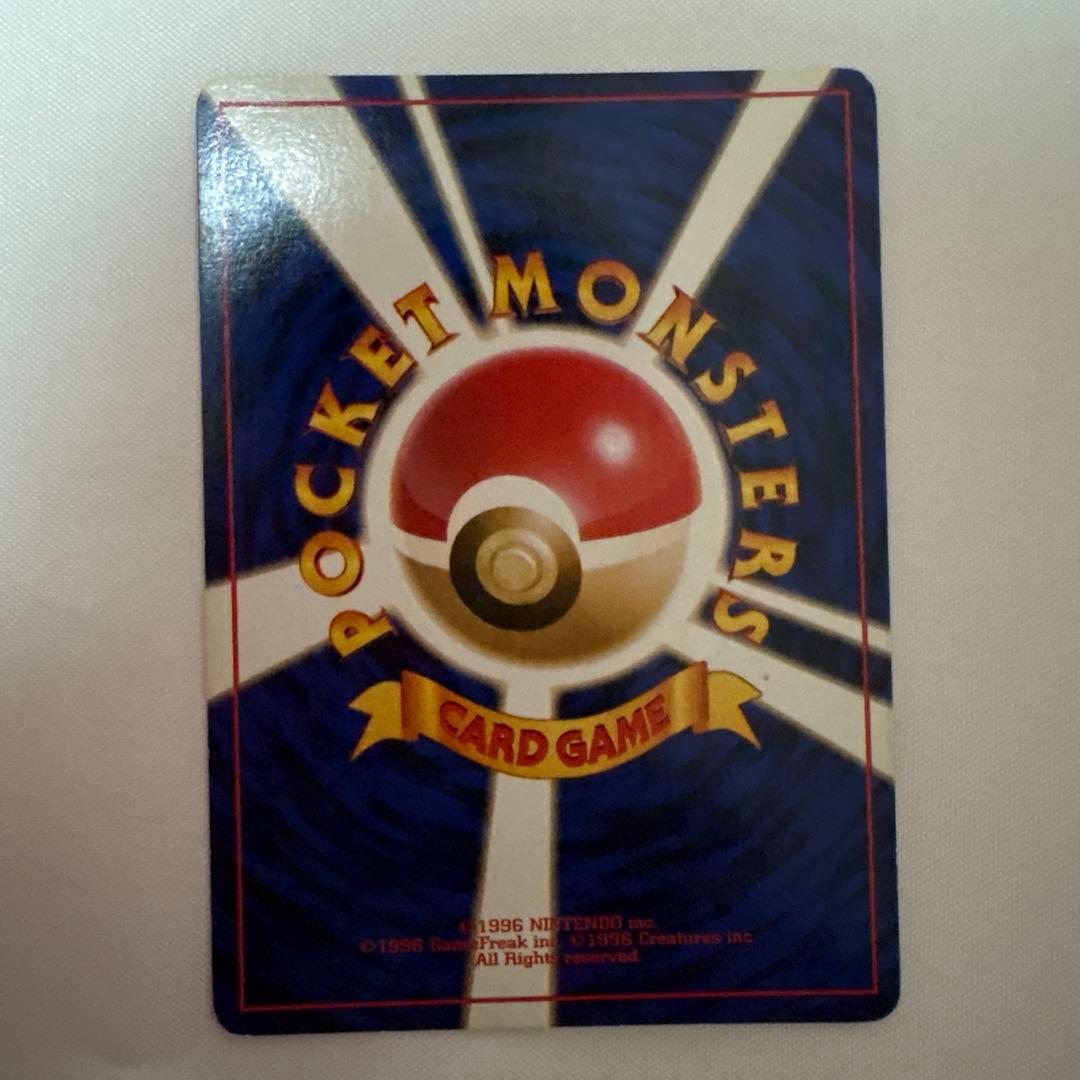 POCKET MONSTERS
CARD GAME
©1996 NINTENDO inc.
©1996 GameFreak inc. ©1996 Creatures inc
All Rights reserved.